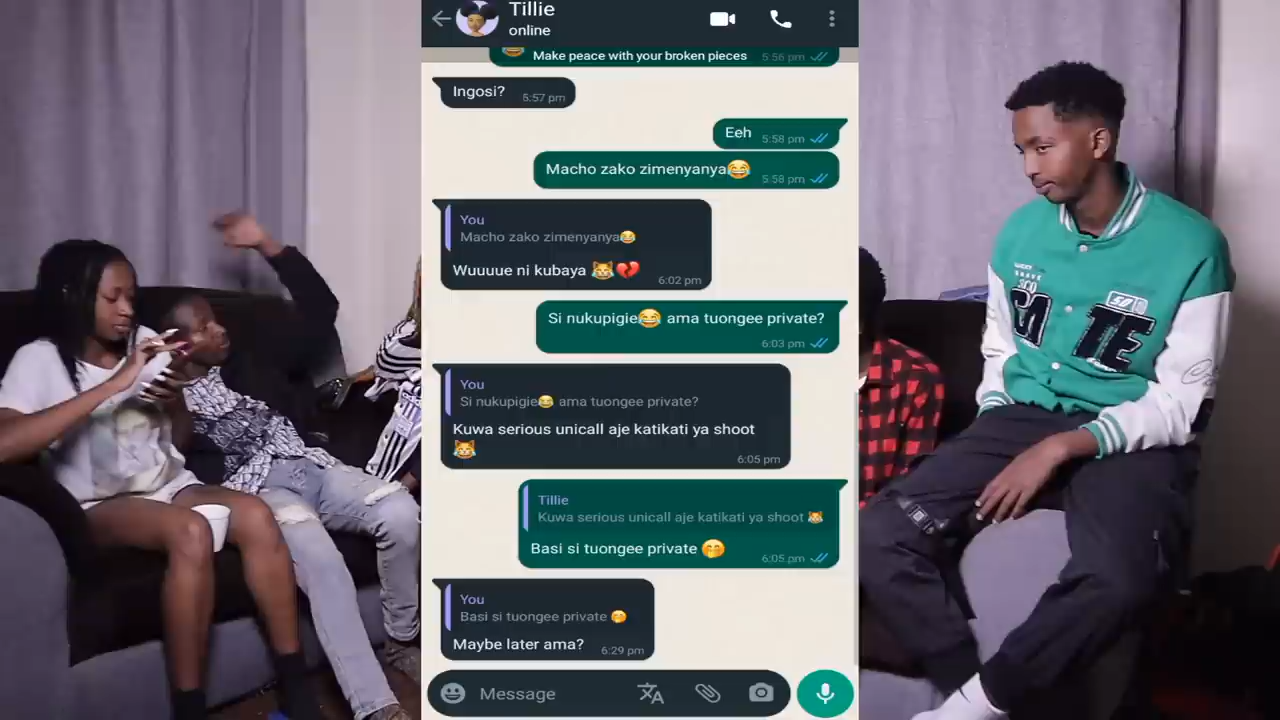 Tillie
online
Make peace with your broken pieces 5:56 pm
Ingosi? 5:57 pm
Eeh 5:58 pm
Macho zako zimenyanya😂 5:58 pm
You
Macho zako zimenyanya😂
Wuuuue ni kubaya 😹💔 6:02 pm
Si nukupigie😂 ama tuongee private?
6:03 pm
You
Si nukupigie😂 ama tuongee private?
Kuwa serious unicall aje katikati ya shoot
😹 6:05 pm
Tillie
Kuwa serious unicall aje katikati ya shoot 😹
Basi si tuongee private 🤭 6:05 pm
You
Basi si tuongee private 🤭
Maybe later ama? 6:29 pm
Message
50
TE